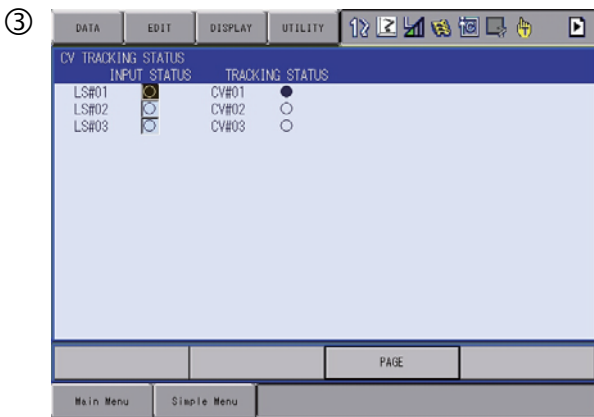 ③
DATA EDIT DISPLAY UTILITY
CV TRACKING STATUS
INPUT STATUS TRACKING STATUS
LS#01 CV#01
LS#02 CV#02
LS#03 CV#03
PAGE
Main Menu Simple Menu